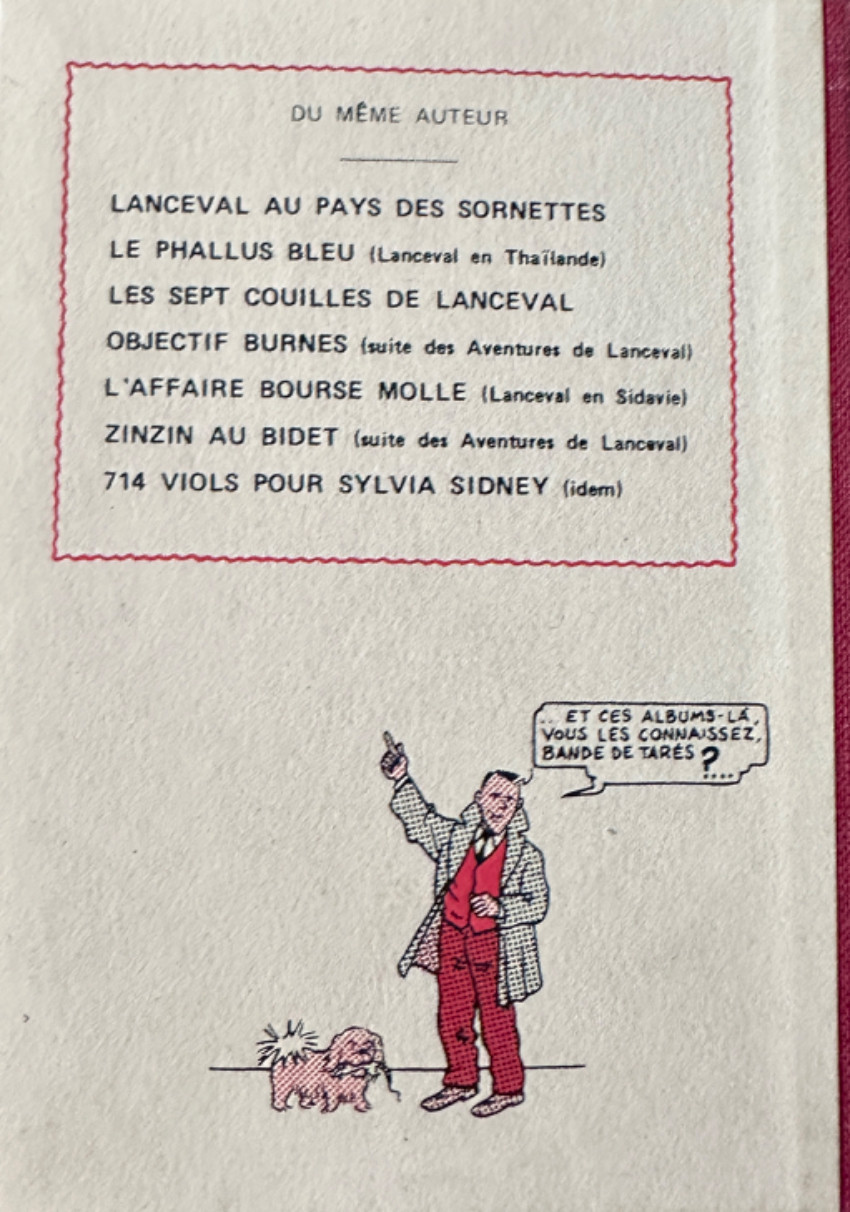 DU MÊME AUTEUR
LANCEVAL AU PAYS DES SORNETTES
LE PHALLUS BLEU (Lanceval en Thaïlande)
LES SEPT COUILLES DE LANCEVAL
OBJECTIF BURNES (suite des Aventures de Lanceval)
L'AFFAIRE BOURSE MOLLE (Lanceval en Sidavie)
ZINZIN AU BIDET (suite des Aventures de Lanceval)
714 VIOLS POUR SYLVIA SIDNEY (idem)
.. ET CES ALBUMS-LÀ,
VOUS LES CONNAISSEZ,
BANDE DE TARÉS ?
....